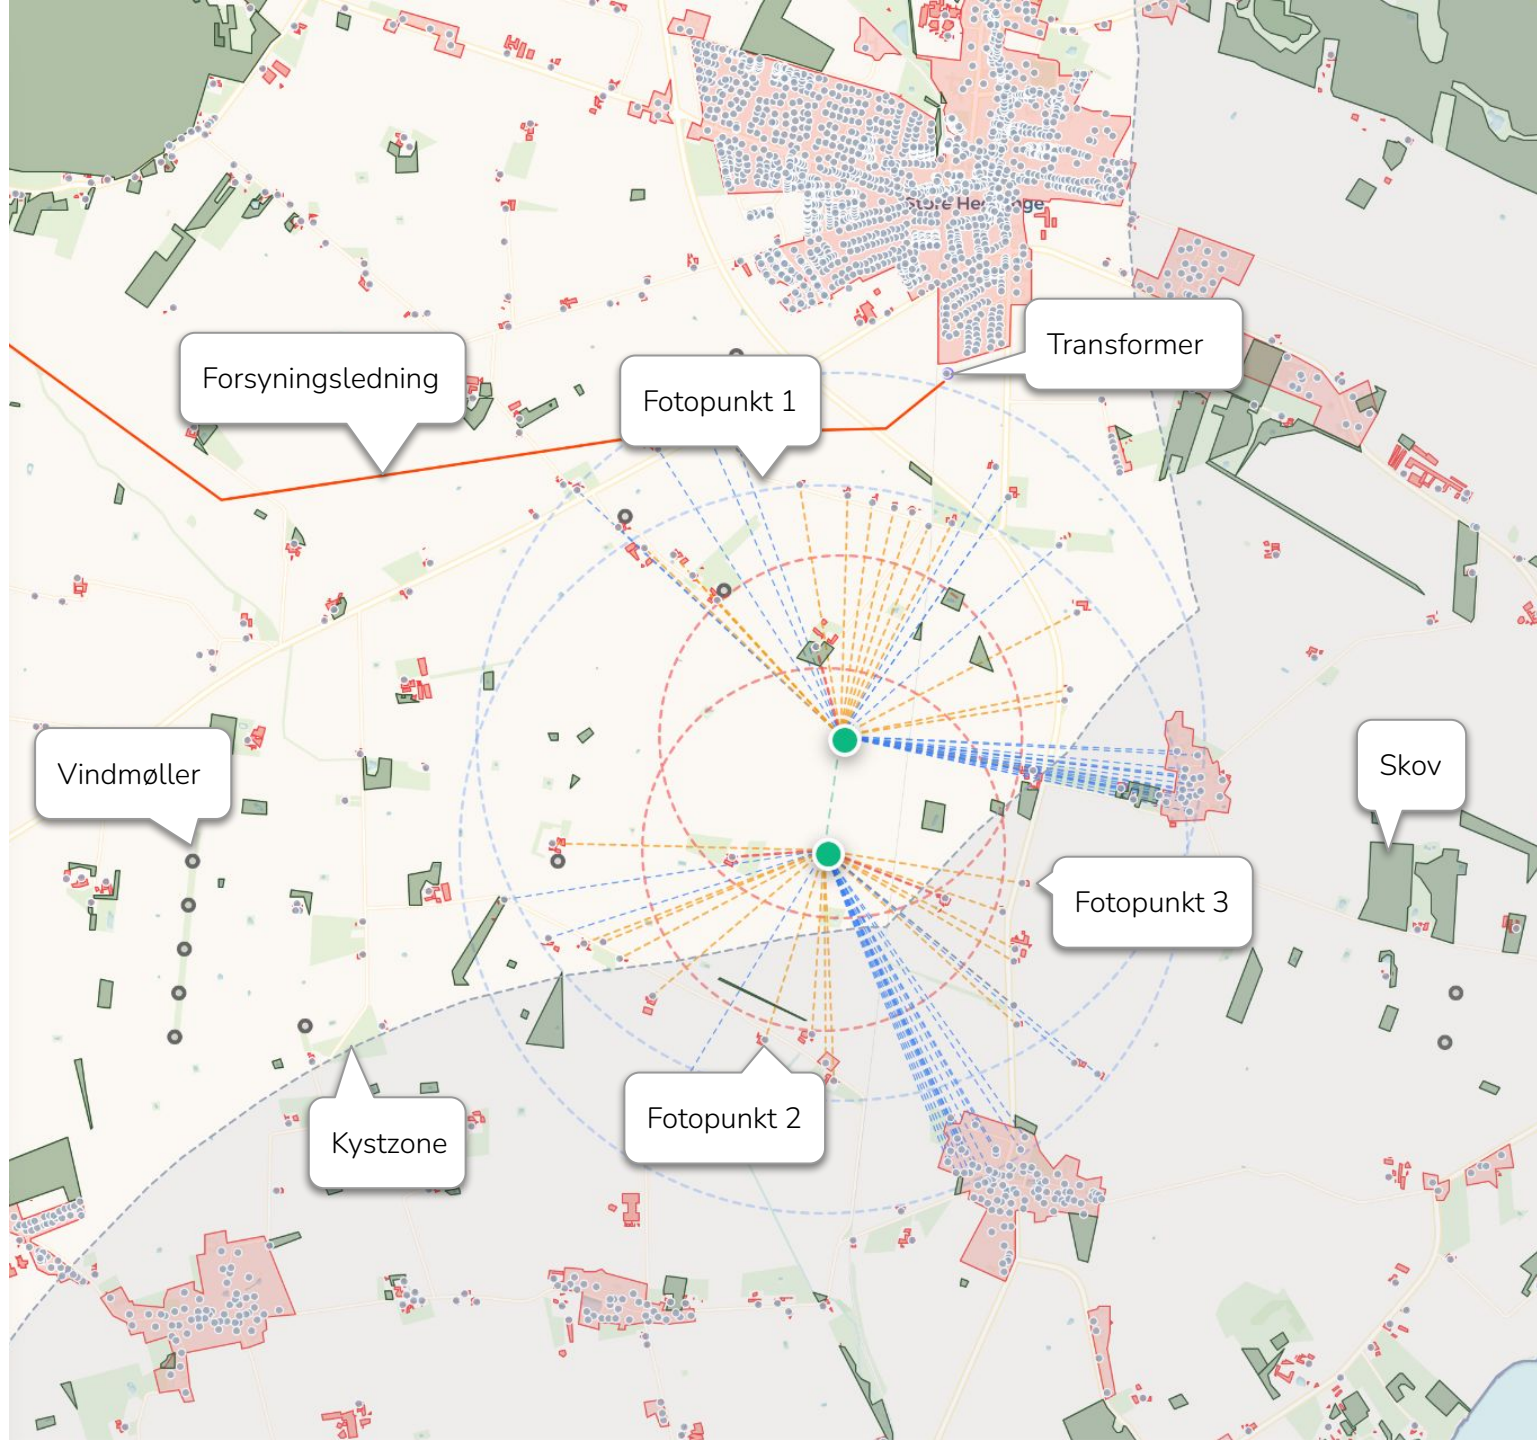 Transformer
Forsyningsledning
Fotopunkt 1
Vindmøller
Skov
Fotopunkt 3
Fotopunkt 2
Kystzone